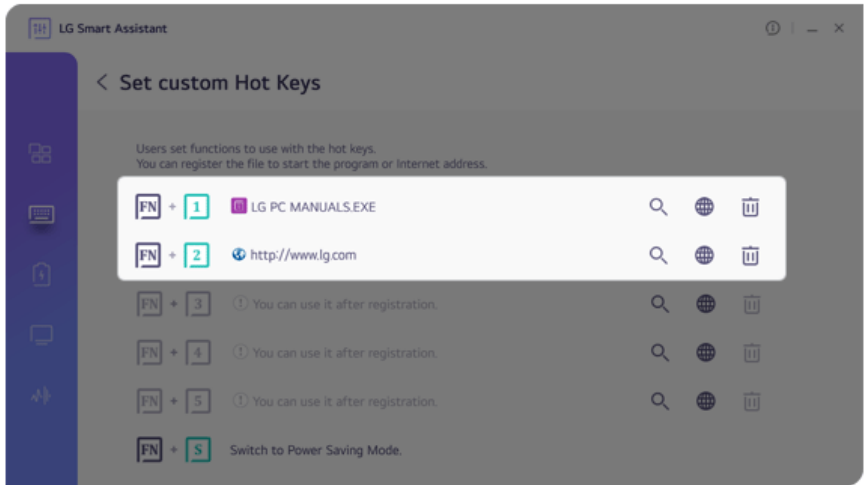 LG Smart Assistant
Set custom Hot Keys
Users set functions to use with the hot keys.
You can register the file to start the program or Internet address.
FN + 1 LG PC MANUALS.EXE
FN + 2 http://www.lg.com
FN + 3 You can use it after registration.
FN + 4 You can use it after registration.
FN + 5 You can use it after registration.
FN + S Switch to Power Saving Mode.